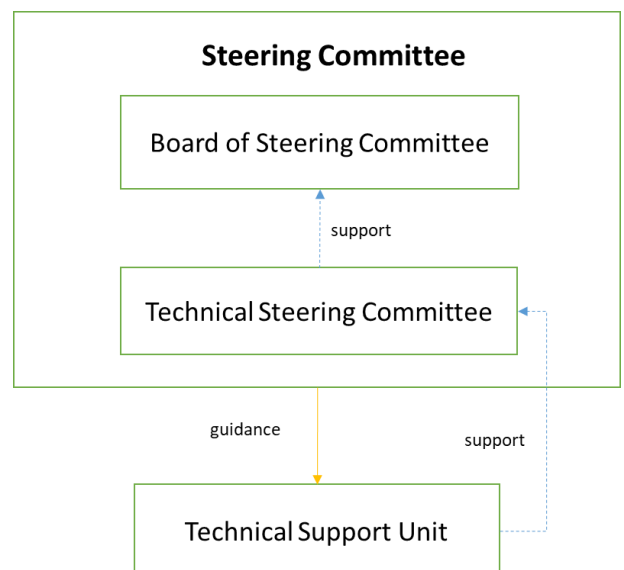 Steering Committee
Board of Steering Committee
support
Technical Steering Committee
guidance
support
Technical Support Unit